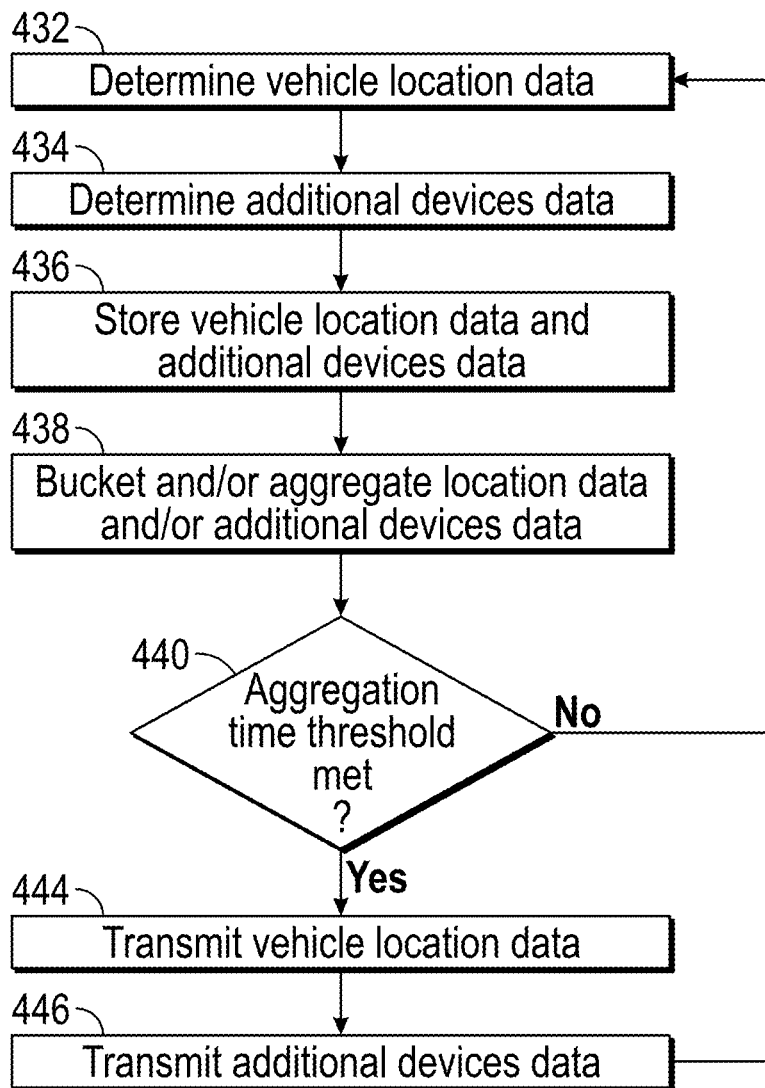 432
Determine vehicle location data
434
Determine additional devices data
436
Store vehicle location data and
additional devices data
438
Bucket and/or aggregate location data
and/or additional devices data
440
Aggregation
time threshold
met
?
No
Yes
444
Transmit vehicle location data
446
Transmit additional devices data